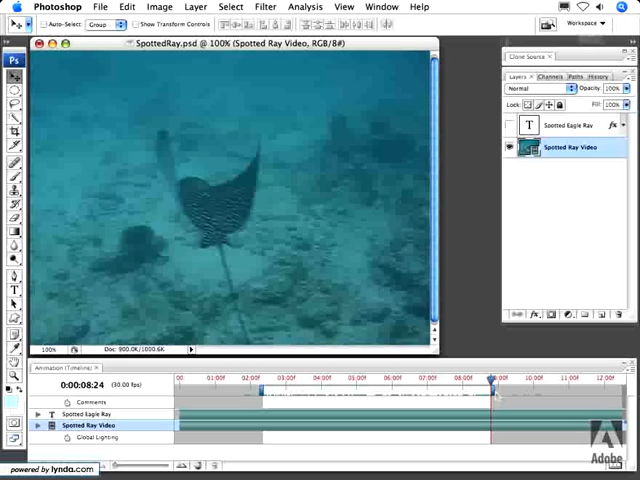 Photoshop File Edit Image Layer Select Filter Analysis View Window Help
Auto-Select: Group Show Transform Controls Workspace
SpottedRay.psd @ 100% (Spotted Ray Video, RGB/8#)
Clone Source ×
Ps
Layers × Channels Paths History
Normal Opacity: 100%
Lock: Fill: 100%
T Spotted Eagle Ray fx
Spotted Ray Video
100% Doc: 900.0K/1000.6K
Animation (Timeline) ×
0:00:08:24 (30.00 fps)
00 01:00f 02:00f 03:00f 04:00f 05:00f 06:00f 07:00f 08:00f 09:00f 10:00f 11:00f 12:00f
Comments
T Spotted Eagle Ray
Spotted Ray Video
Global Lighting
Adobe
powered by lynda.com